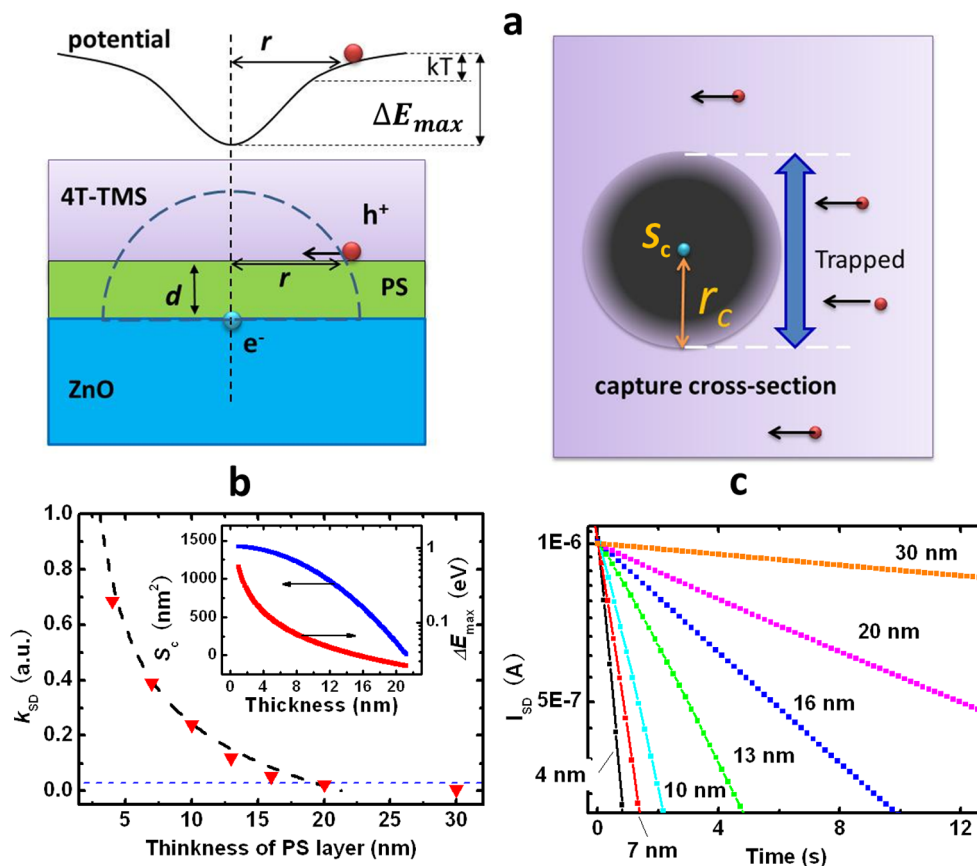 a
potential
r
kT
ΔE_max
4T-TMS
h⁺
r
d
PS
e⁻
ZnO
S_c
r_c
Trapped
capture cross-section
b
1.0
0.8
0.6
0.4
0.2
0.0
k_SD (a.u.)
5 10 15 20 25 30
Thinkness of PS layer (nm)
1500
1000
500
0
S_c (nm²)
1
0.1
ΔE_max (eV)
0 4 8 12 16 20
Thickness (nm)
c
1E-6
5E-7
I_SD (A)
30 nm
20 nm
16 nm
13 nm
10 nm
4 nm
7 nm
0 4 8 12
Time (s)